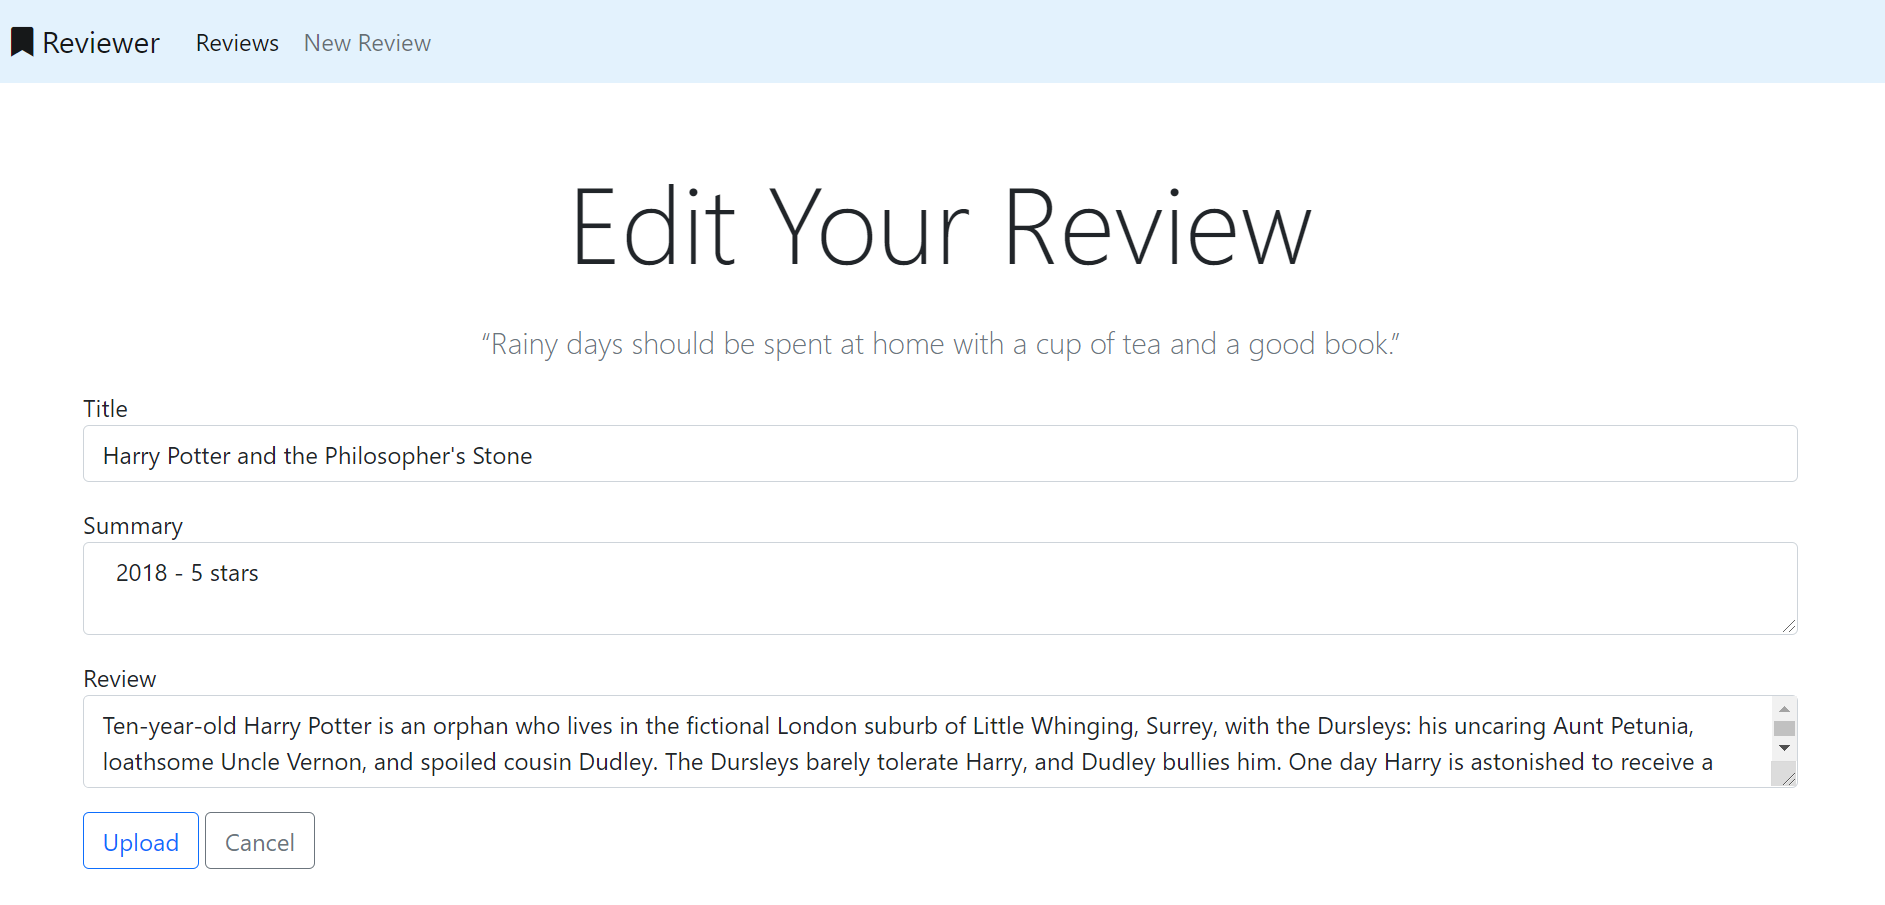 Reviewer Reviews New Review
Edit Your Review
“Rainy days should be spent at home with a cup of tea and a good book.”
Title
Harry Potter and the Philosopher's Stone
Summary
2018 - 5 stars
Review
Ten-year-old Harry Potter is an orphan who lives in the fictional London suburb of Little Whinging, Surrey, with the Dursleys: his uncaring Aunt Petunia,
loathsome Uncle Vernon, and spoiled cousin Dudley. The Dursleys barely tolerate Harry, and Dudley bullies him. One day Harry is astonished to receive a
Upload Cancel